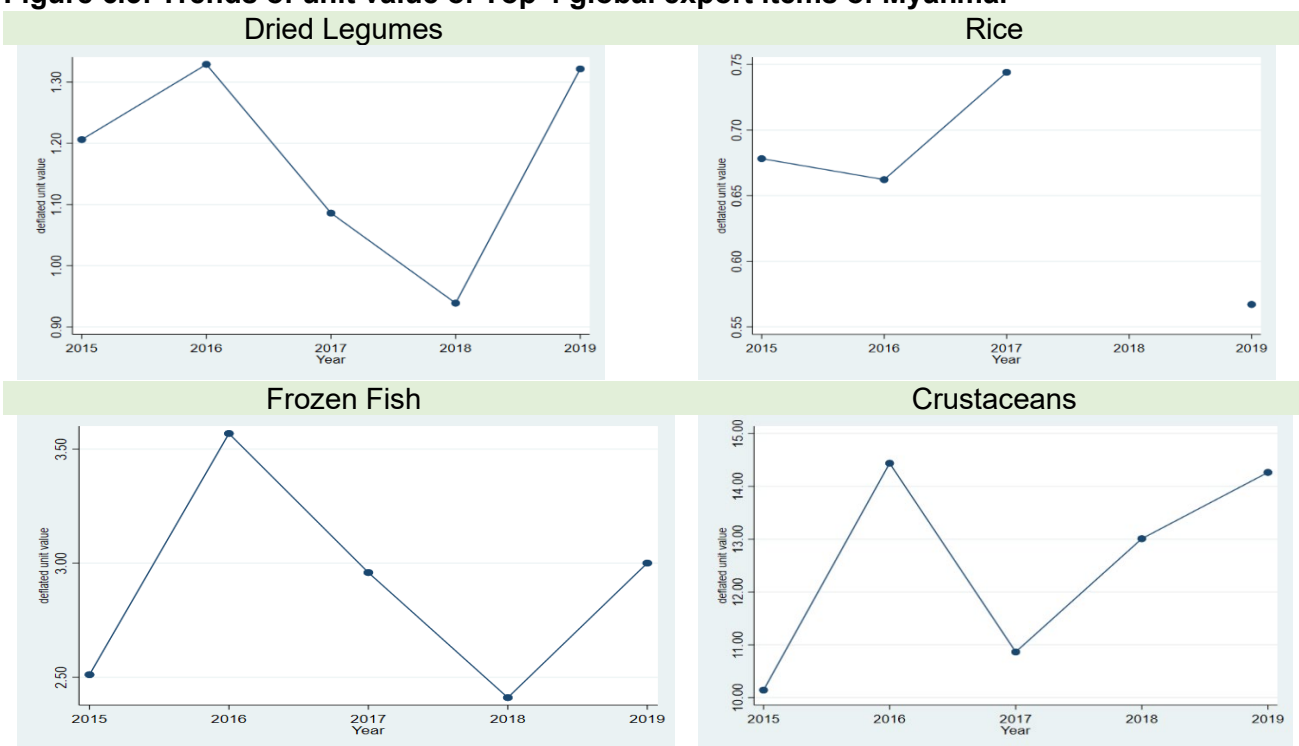 Dried Legumes
Rice
1.30
1.20
1.10
1.00
0.90
deflated unit value
2015 2016 2017 2018 2019
Year
0.75
0.70
0.65
0.60
0.55
deflated unit value
2015 2016 2017 2018 2019
Year
Frozen Fish
Crustaceans
3.50
3.00
2.50
deflated unit value
2015 2016 2017 2018 2019
Year
15.00
14.00
13.00
12.00
11.00
10.00
deflated unit value
2015 2016 2017 2018 2019
Year